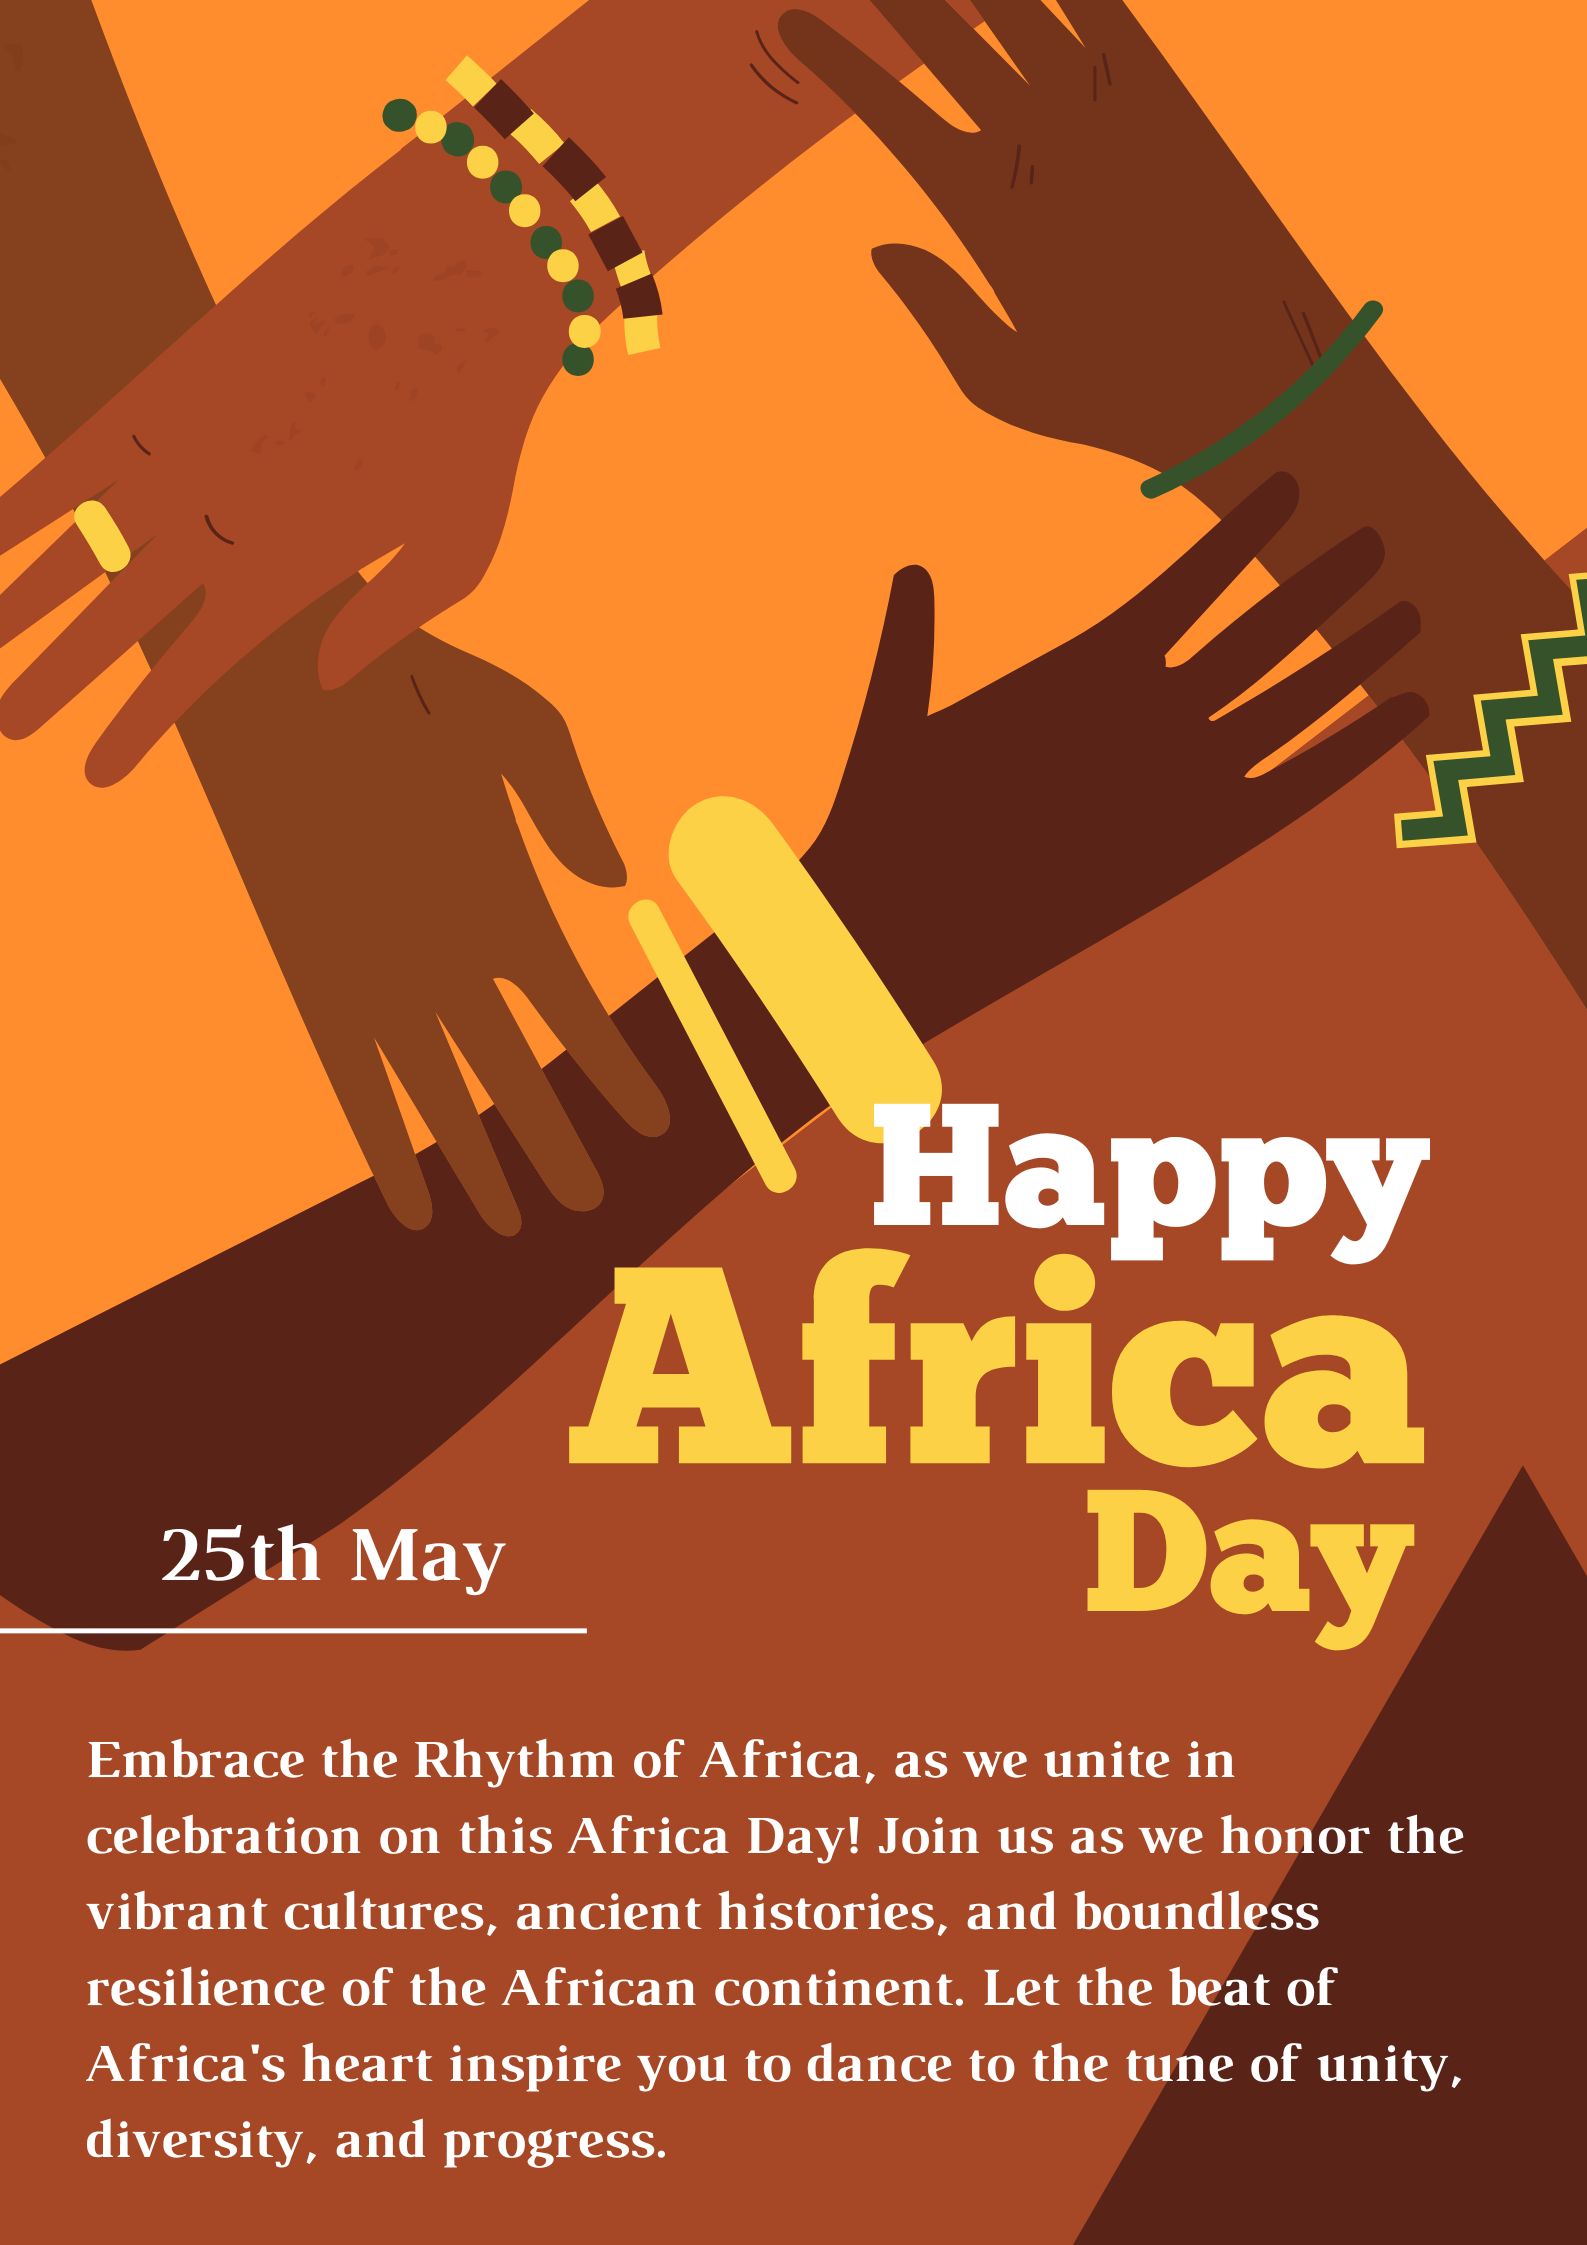 Happy
Africa
Day
25th May
Embrace the Rhythm of Africa, as we unite in
celebration on this Africa Day! Join us as we honor the
vibrant cultures, ancient histories, and boundless
resilience of the African continent. Let the beat of
Africa's heart inspire you to dance to the tune of unity,
diversity, and progress.